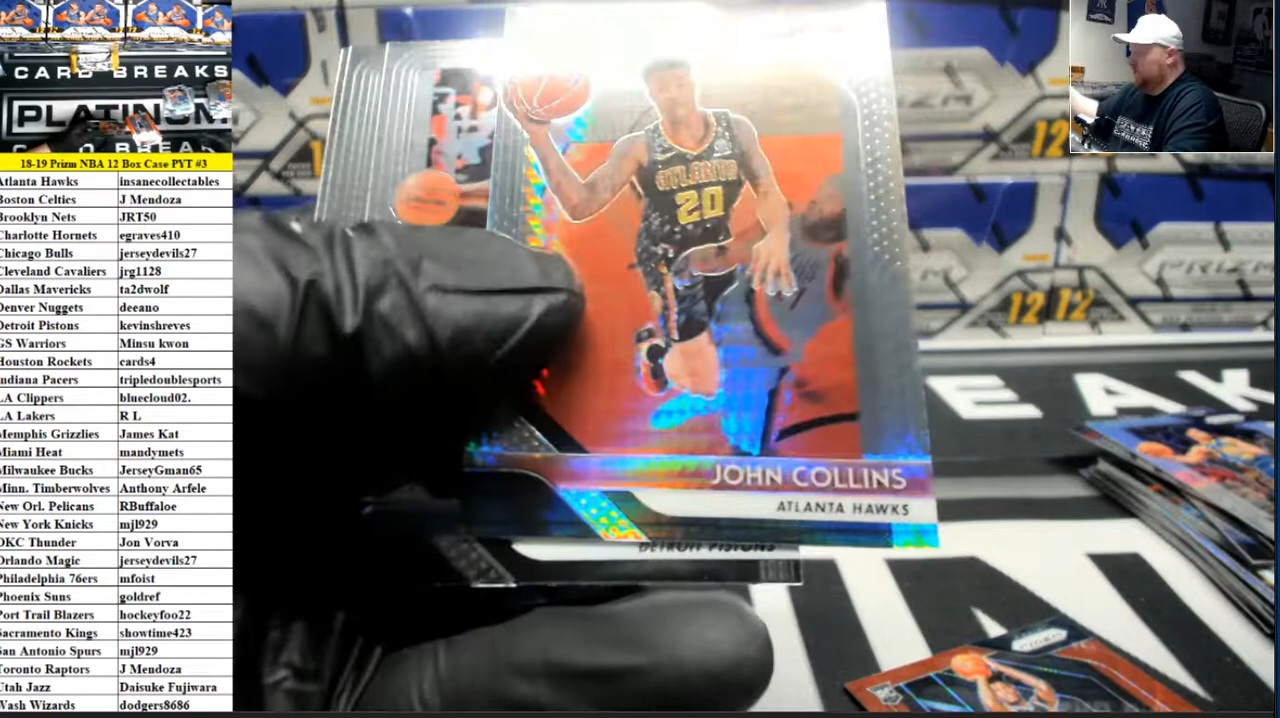 CARD BREAKS
PLATINUM
18-19 Prizm NBA 12 Box Case PYT #3
Atlanta Hawks insanecollectables
Boston Celtics J Mendoza
Brooklyn Nets JRT50
Charlotte Hornets egraves410
Chicago Bulls jerseydevils27
Cleveland Cavaliers jrg1128
Dallas Mavericks ta2dwolf
Denver Nuggets deeano
Detroit Pistons kevinshreves
GS Warriors Minsu kwon
Houston Rockets cards4
Indiana Pacers tripledoublesports
LA Clippers bluecloud02.
LA Lakers R L
Memphis Grizzlies James Kat
Miami Heat mandymets
Milwaukee Bucks JerseyGman65
Minn. Timberwolves Anthony Arfele
New Orl. Pelicans RBuffaloe
New York Knicks mjl929
OKC Thunder Jon Vorva
Orlando Magic jerseydevils27
Philadelphia 76ers mfoist
Phoenix Suns goldref
Port Trail Blazers hockeyfoo22
Sacramento Kings showtime423
San Antonio Spurs mjl929
Toronto Raptors J Mendoza
Utah Jazz Daisuke Fujiwara
Wash Wizards dodgers8686
ATLANTA
20
JOHN COLLINS
ATLANTA HAWKS
DETROIT PISTONS
PRIZM
12 12
E A K